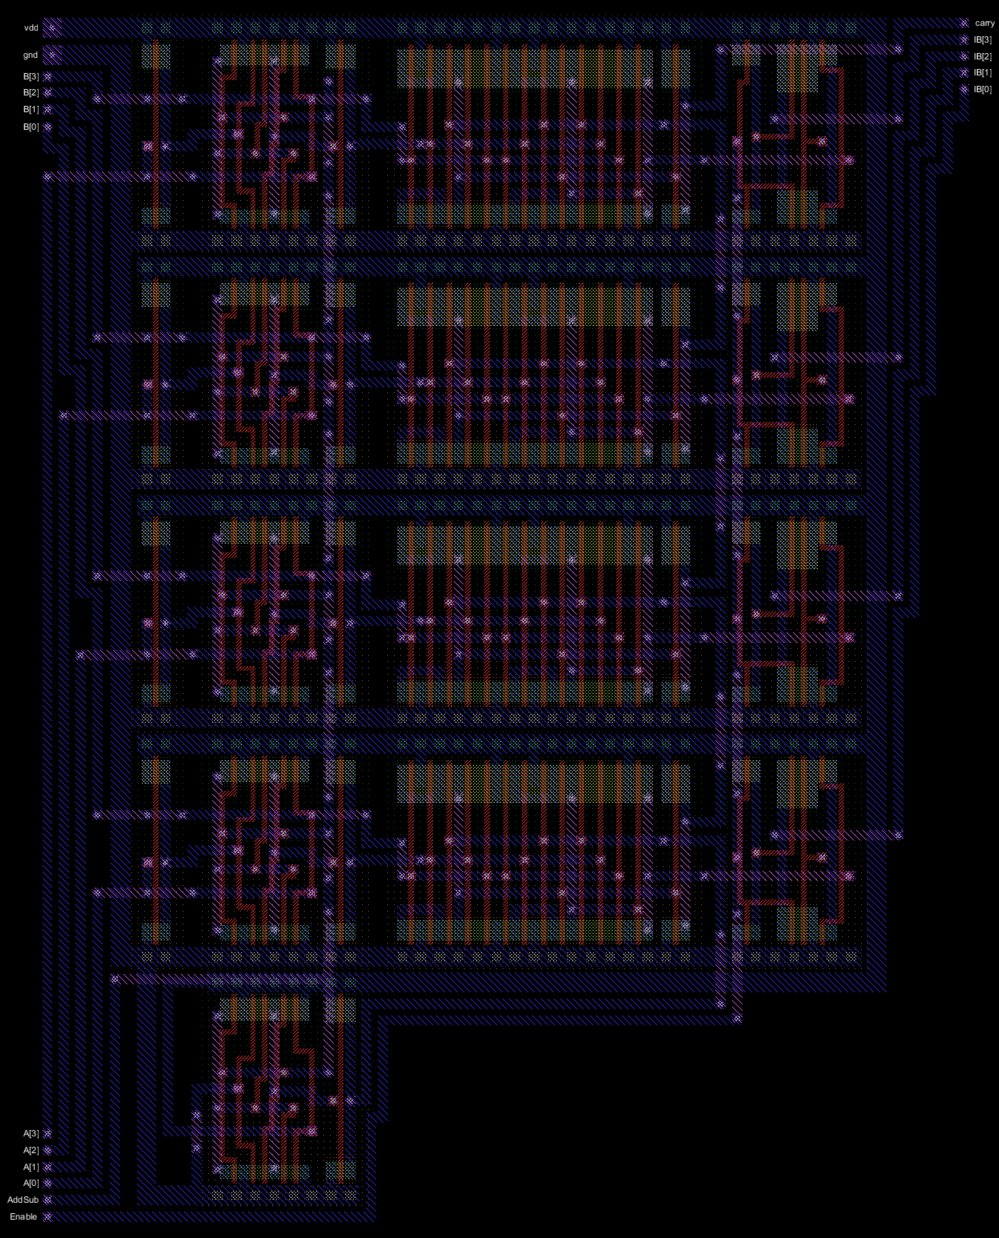 vdd
gnd
B[3]
B[2]
B[1]
B[0]
carry
IB[3]
IB[2]
IB[1]
IB[0]
A[3]
A[2]
A[1]
A[0]
AddSub
Enable